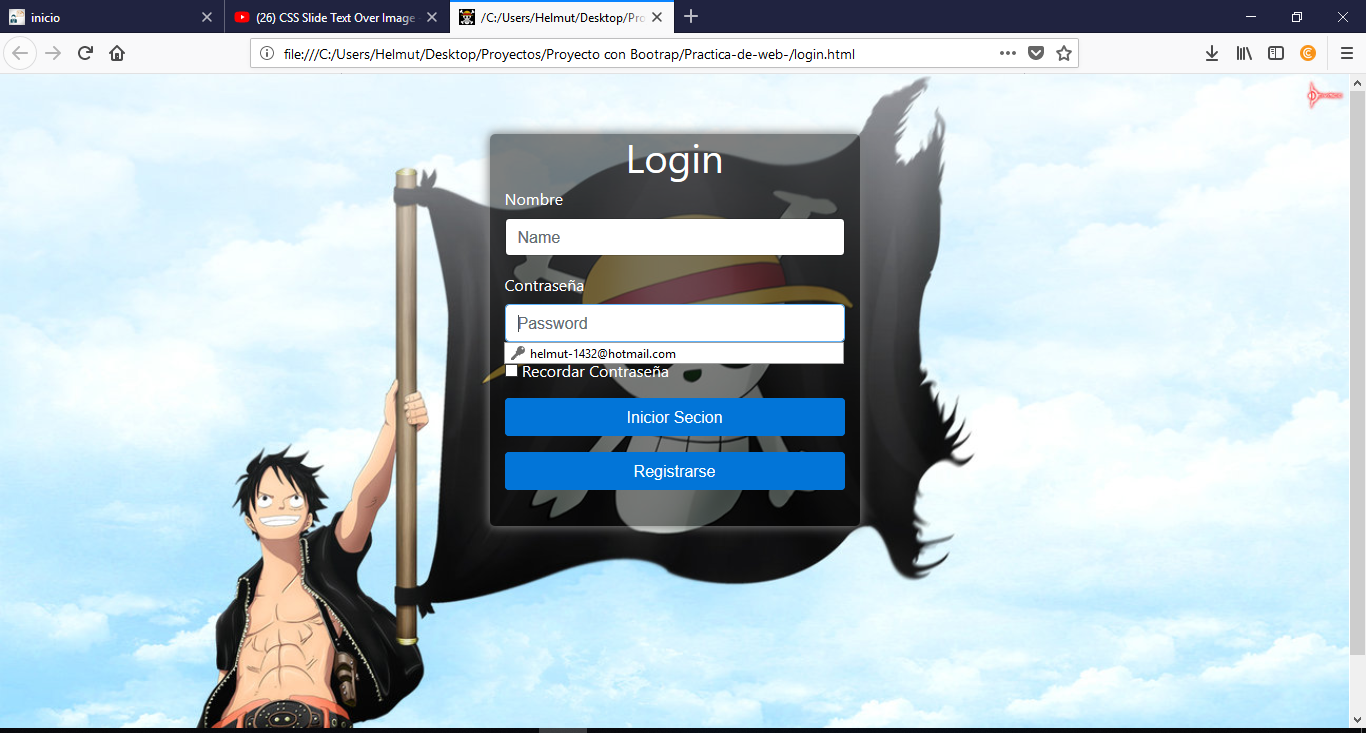 inicio
(26) CSS Slide Text Over Image
/C:/Users/Helmut/Desktop/Pro
file:///C:/Users/Helmut/Desktop/Proyectos/Proyecto con Bootrap/Practica-de-web-/login.html
Login
Nombre
Name
Contraseña
Password
helmut-1432@hotmail.com
Recordar Contraseña
Inicior Secion
Registrarse